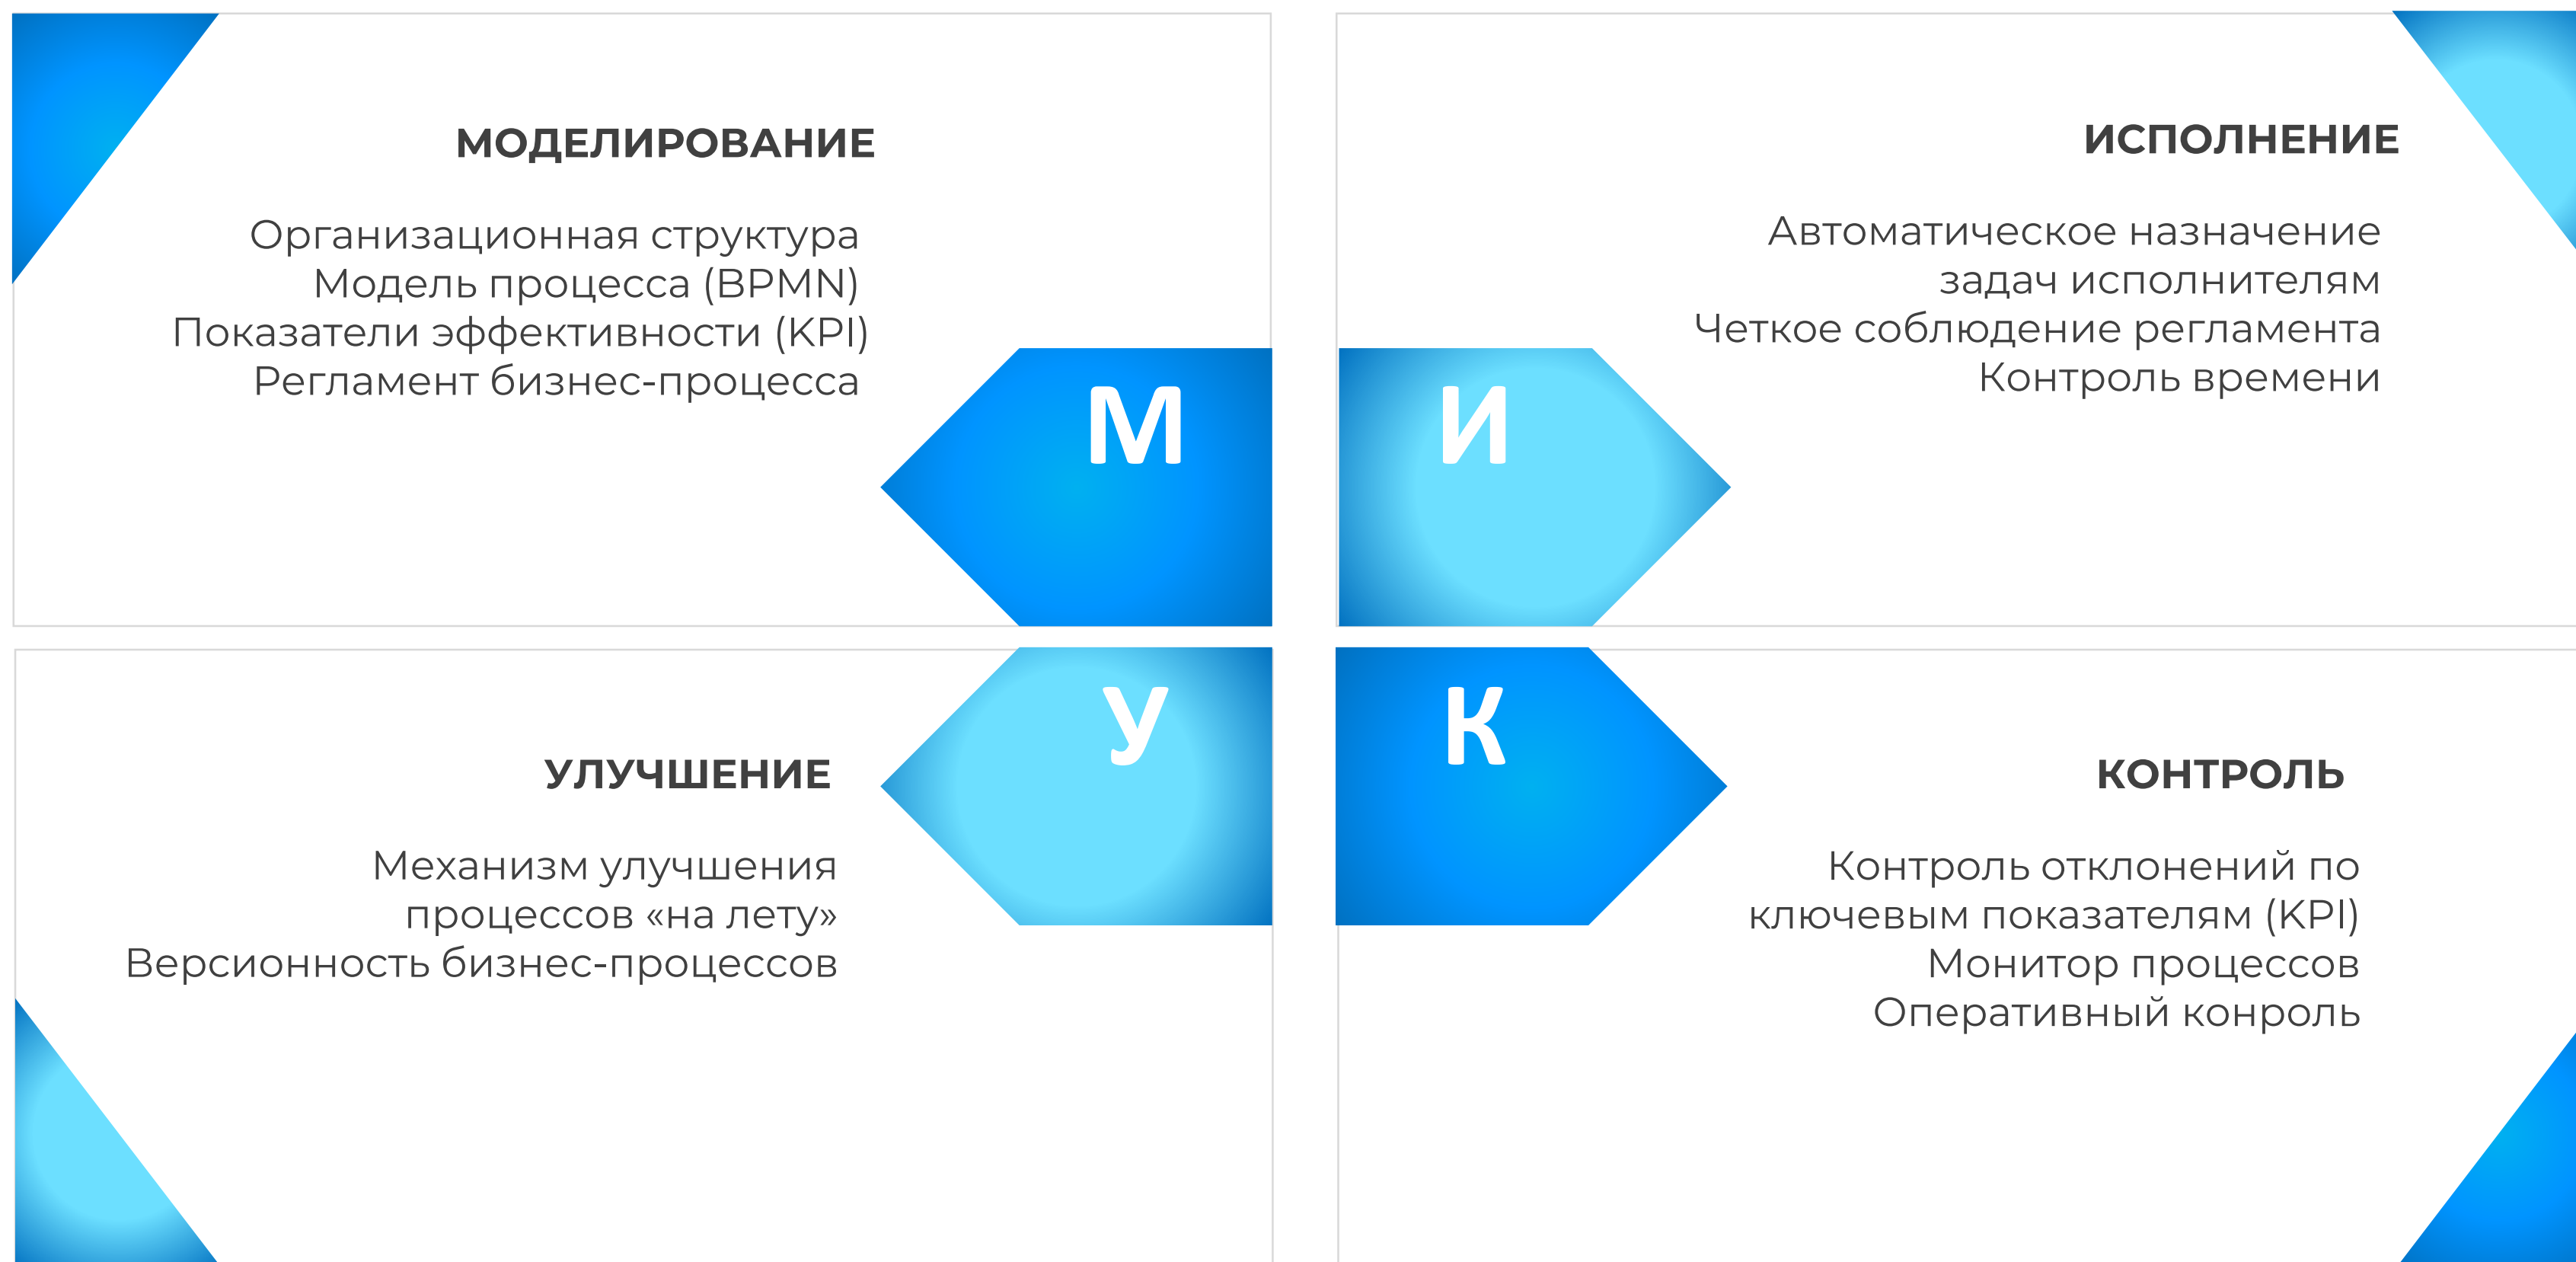 МОДЕЛИРОВАНИЕ
Организационная структура
Модель процесса (BPMN)
Показатели эффективности (KPI)
Регламент бизнес-процесса
М
ИСПОЛНЕНИЕ
Автоматическое назначение
задач исполнителям
Четкое соблюдение регламента
Контроль времени
И
УЛУЧШЕНИЕ
Механизм улучшения
процессов «на лету»
Версионность бизнес-процессов
У
К
КОНТРОЛЬ
Контроль отклонений по
ключевым показателям (KPI)
Монитор процессов
Оперативный конроль